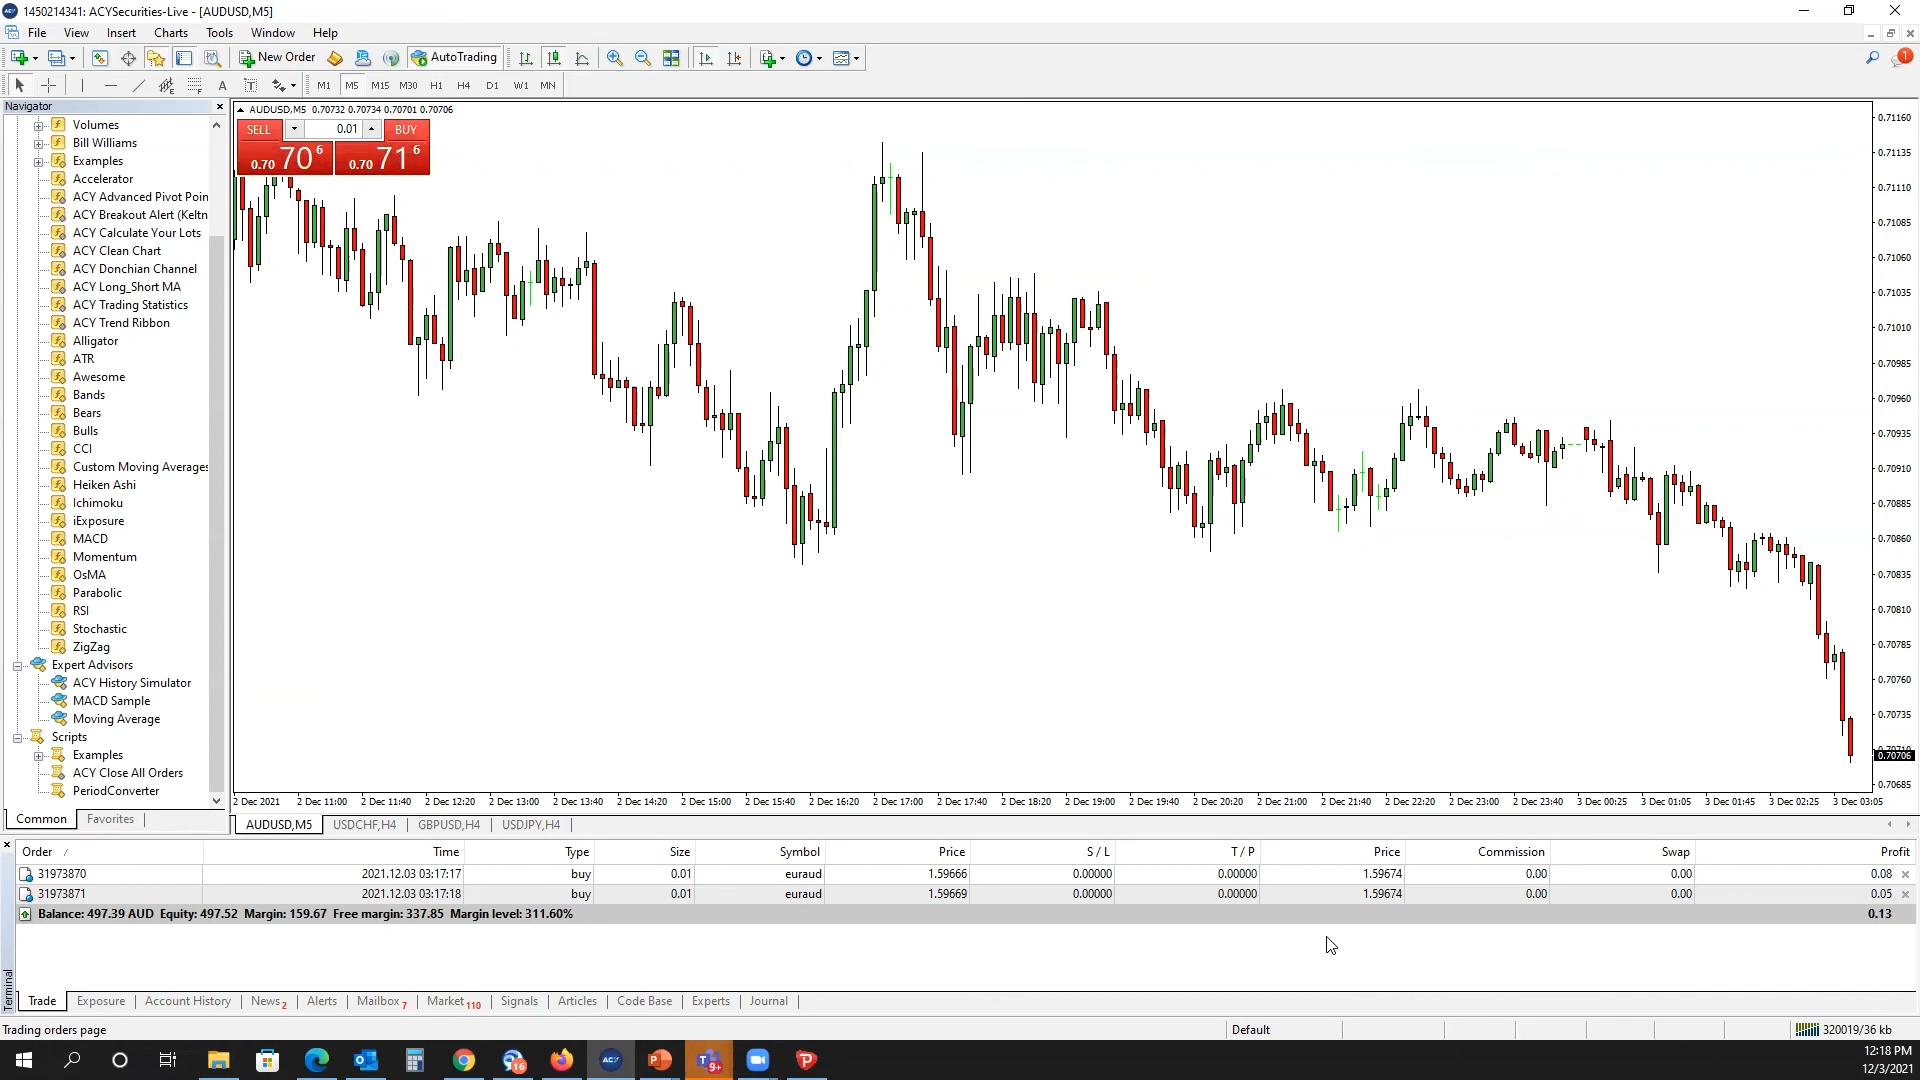 1450214341: ACYSecurities-Live - [AUDUSD,M5]
File View Insert Charts Tools Window Help
New Order AutoTrading 1
A T M1 M5 M15 M30 H1 H4 D1 W1 MN
Navigator
Volumes
Bill Williams
Examples
Accelerator
ACY Advanced Pivot Poin
ACY Breakout Alert (Keltn
ACY Calculate Your Lots
ACY Clean Chart
ACY Donchian Channel
ACY Long_Short MA
ACY Trading Statistics
ACY Trend Ribbon
Alligator
ATR
Awesome
Bands
Bears
Bulls
CCI
Custom Moving Averages
Heiken Ashi
Ichimoku
iExposure
MACD
Momentum
OsMA
Parabolic
RSI
Stochastic
ZigZag
Expert Advisors
ACY History Simulator
MACD Sample
Moving Average
Scripts
Examples
ACY Close All Orders
PeriodConverter
Common Favorites
AUDUSD,M5 0.70732 0.70734 0.70701 0.70706
SELL 0.01 BUY
0.70 70 6 0.70 71 6
0.71160
0.71135
0.71110
0.71085
0.71060
0.71035
0.71010
0.70985
0.70960
0.70935
0.70910
0.70885
0.70860
0.70835
0.70810
0.70785
0.70760
0.70735
0.70710
0.70706
0.70685
2 Dec 2021 2 Dec 11:00 2 Dec 11:40 2 Dec 12:20 2 Dec 13:00 2 Dec 13:40 2 Dec 14:20 2 Dec 15:00 2 Dec 15:40 2 Dec 16:20 2 Dec 17:00 2 Dec 17:40 2 Dec 18:20 2 Dec 19:00 2 Dec 19:40 2 Dec 20:20 2 Dec 21:00 2 Dec 21:40 2 Dec 22:20 2 Dec 23:00 2 Dec 23:40 3 Dec 00:25 3 Dec 01:05 3 Dec 01:45 3 Dec 02:25 3 Dec 03:05
AUDUSD,M5 USDCHF,H4 GBPUSD,H4 USDJPY,H4
Order / Time Type Size Symbol Price S / L T / P Price Commission Swap Profit
31973870 2021.12.03 03:17:17 buy 0.01 euraud 1.59666 0.00000 0.00000 1.59674 0.00 0.00 0.08
31973871 2021.12.03 03:17:18 buy 0.01 euraud 1.59669 0.00000 0.00000 1.59674 0.00 0.00 0.05
Balance: 497.39 AUD Equity: 497.52 Margin: 159.67 Free margin: 337.85 Margin level: 311.60% 0.13
Terminal
Trade Exposure Account History News 2 Alerts Mailbox 7 Market 110 Signals Articles Code Base Experts Journal
Trading orders page Default 320019/36 kb
16 ACY 9+
12:18 PM
12/3/2021